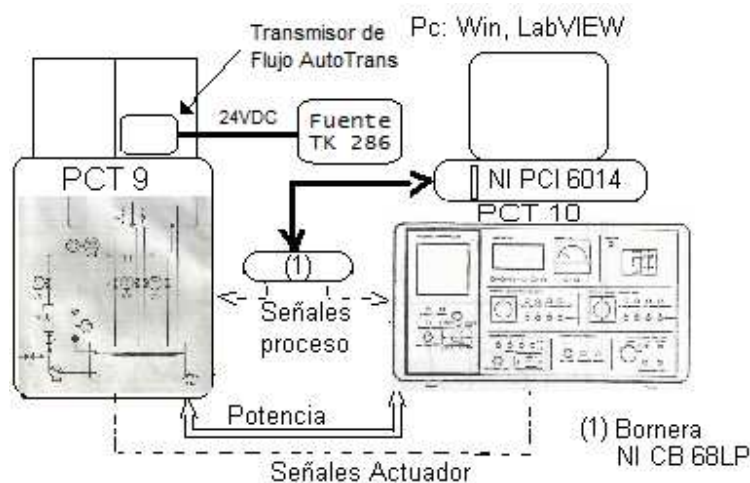 Transmisor de
Flujo AutoTrans
Pc: Win, LabVIEW
24VDC
Fuente
TK 286
PCT 9
NI PCI 6014
PCT 10
(1)
Señales
proceso
Potencia
(1) Bornera
NI CB 68LP
Señales Actuador